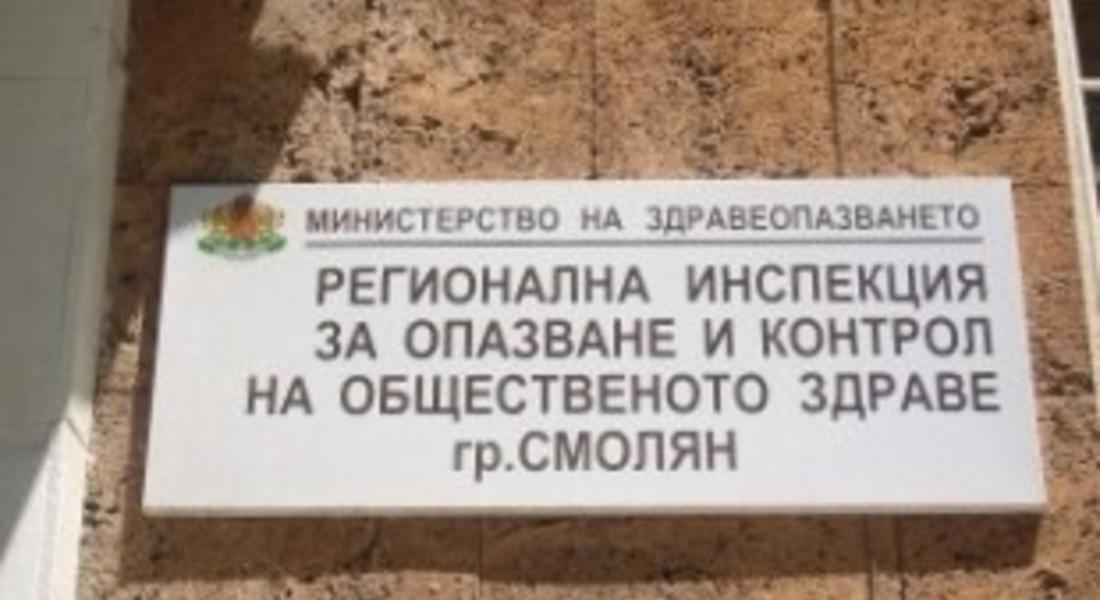 МИНИСТЕРСТВО НА ЗДРАВЕОПАЗВАНЕТО
РЕГИОНАЛНА ИНСПЕКЦИЯ
ЗА ОПАЗВАНЕ И КОНТРОЛ
НА ОБЩЕСТВЕНОТО ЗДРАВЕ
гр.СМОЛЯН